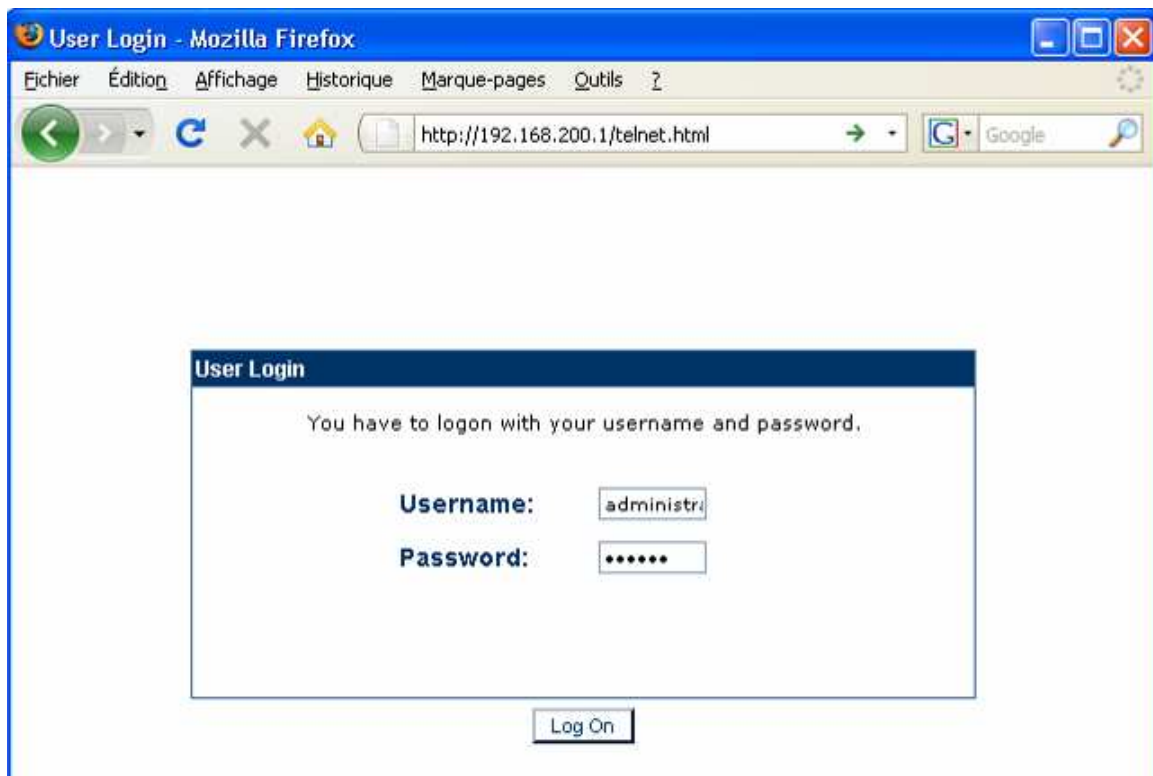 User Login - Mozilla Firefox
Fichier Édition Affichage Historique Marque-pages Outils ?
http://192.168.200.1/telnet.html G Google
User Login
You have to logon with your username and password.
Username: administra
Password: ••••••
Log On